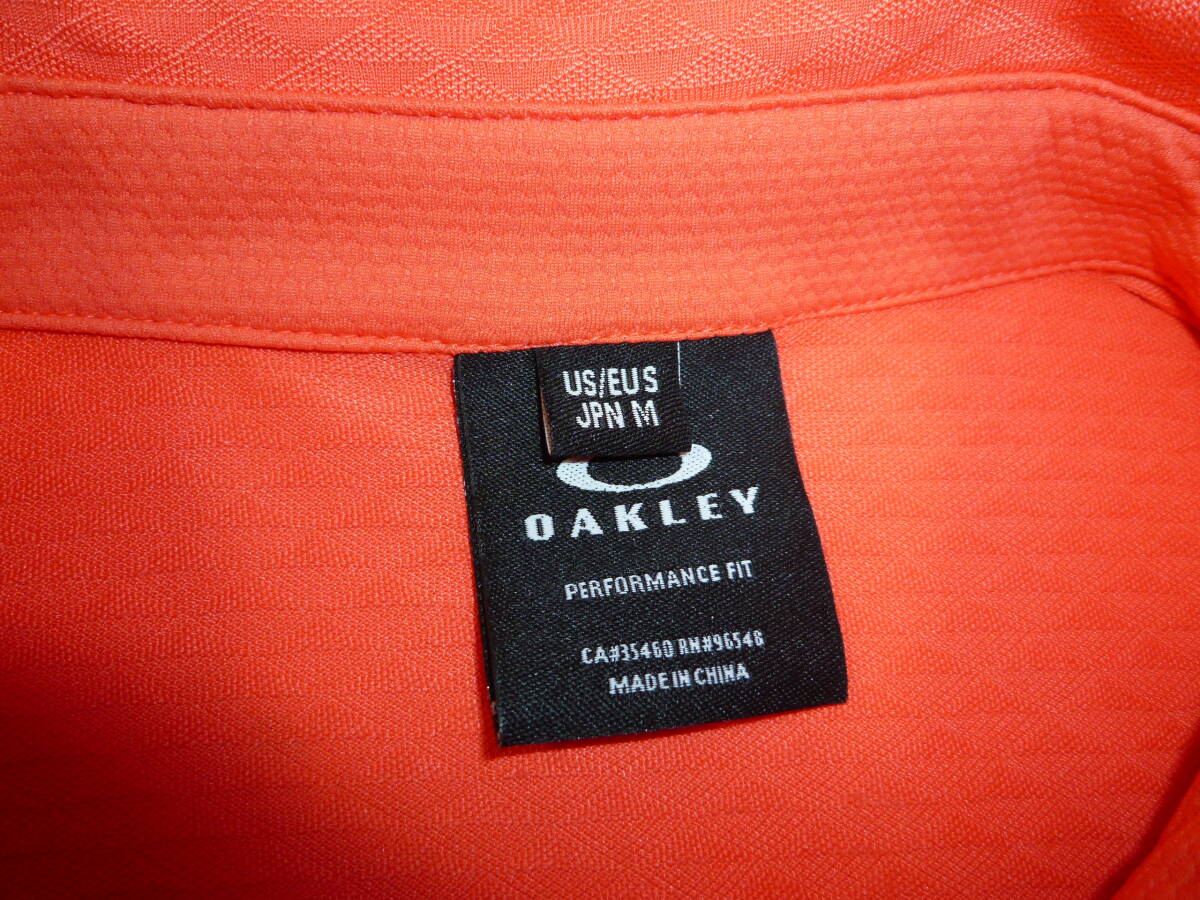 US/EU S
JPN M
OAKLEY
PERFORMANCE FIT
CA#35460 RN#96548
MADE IN CHINA